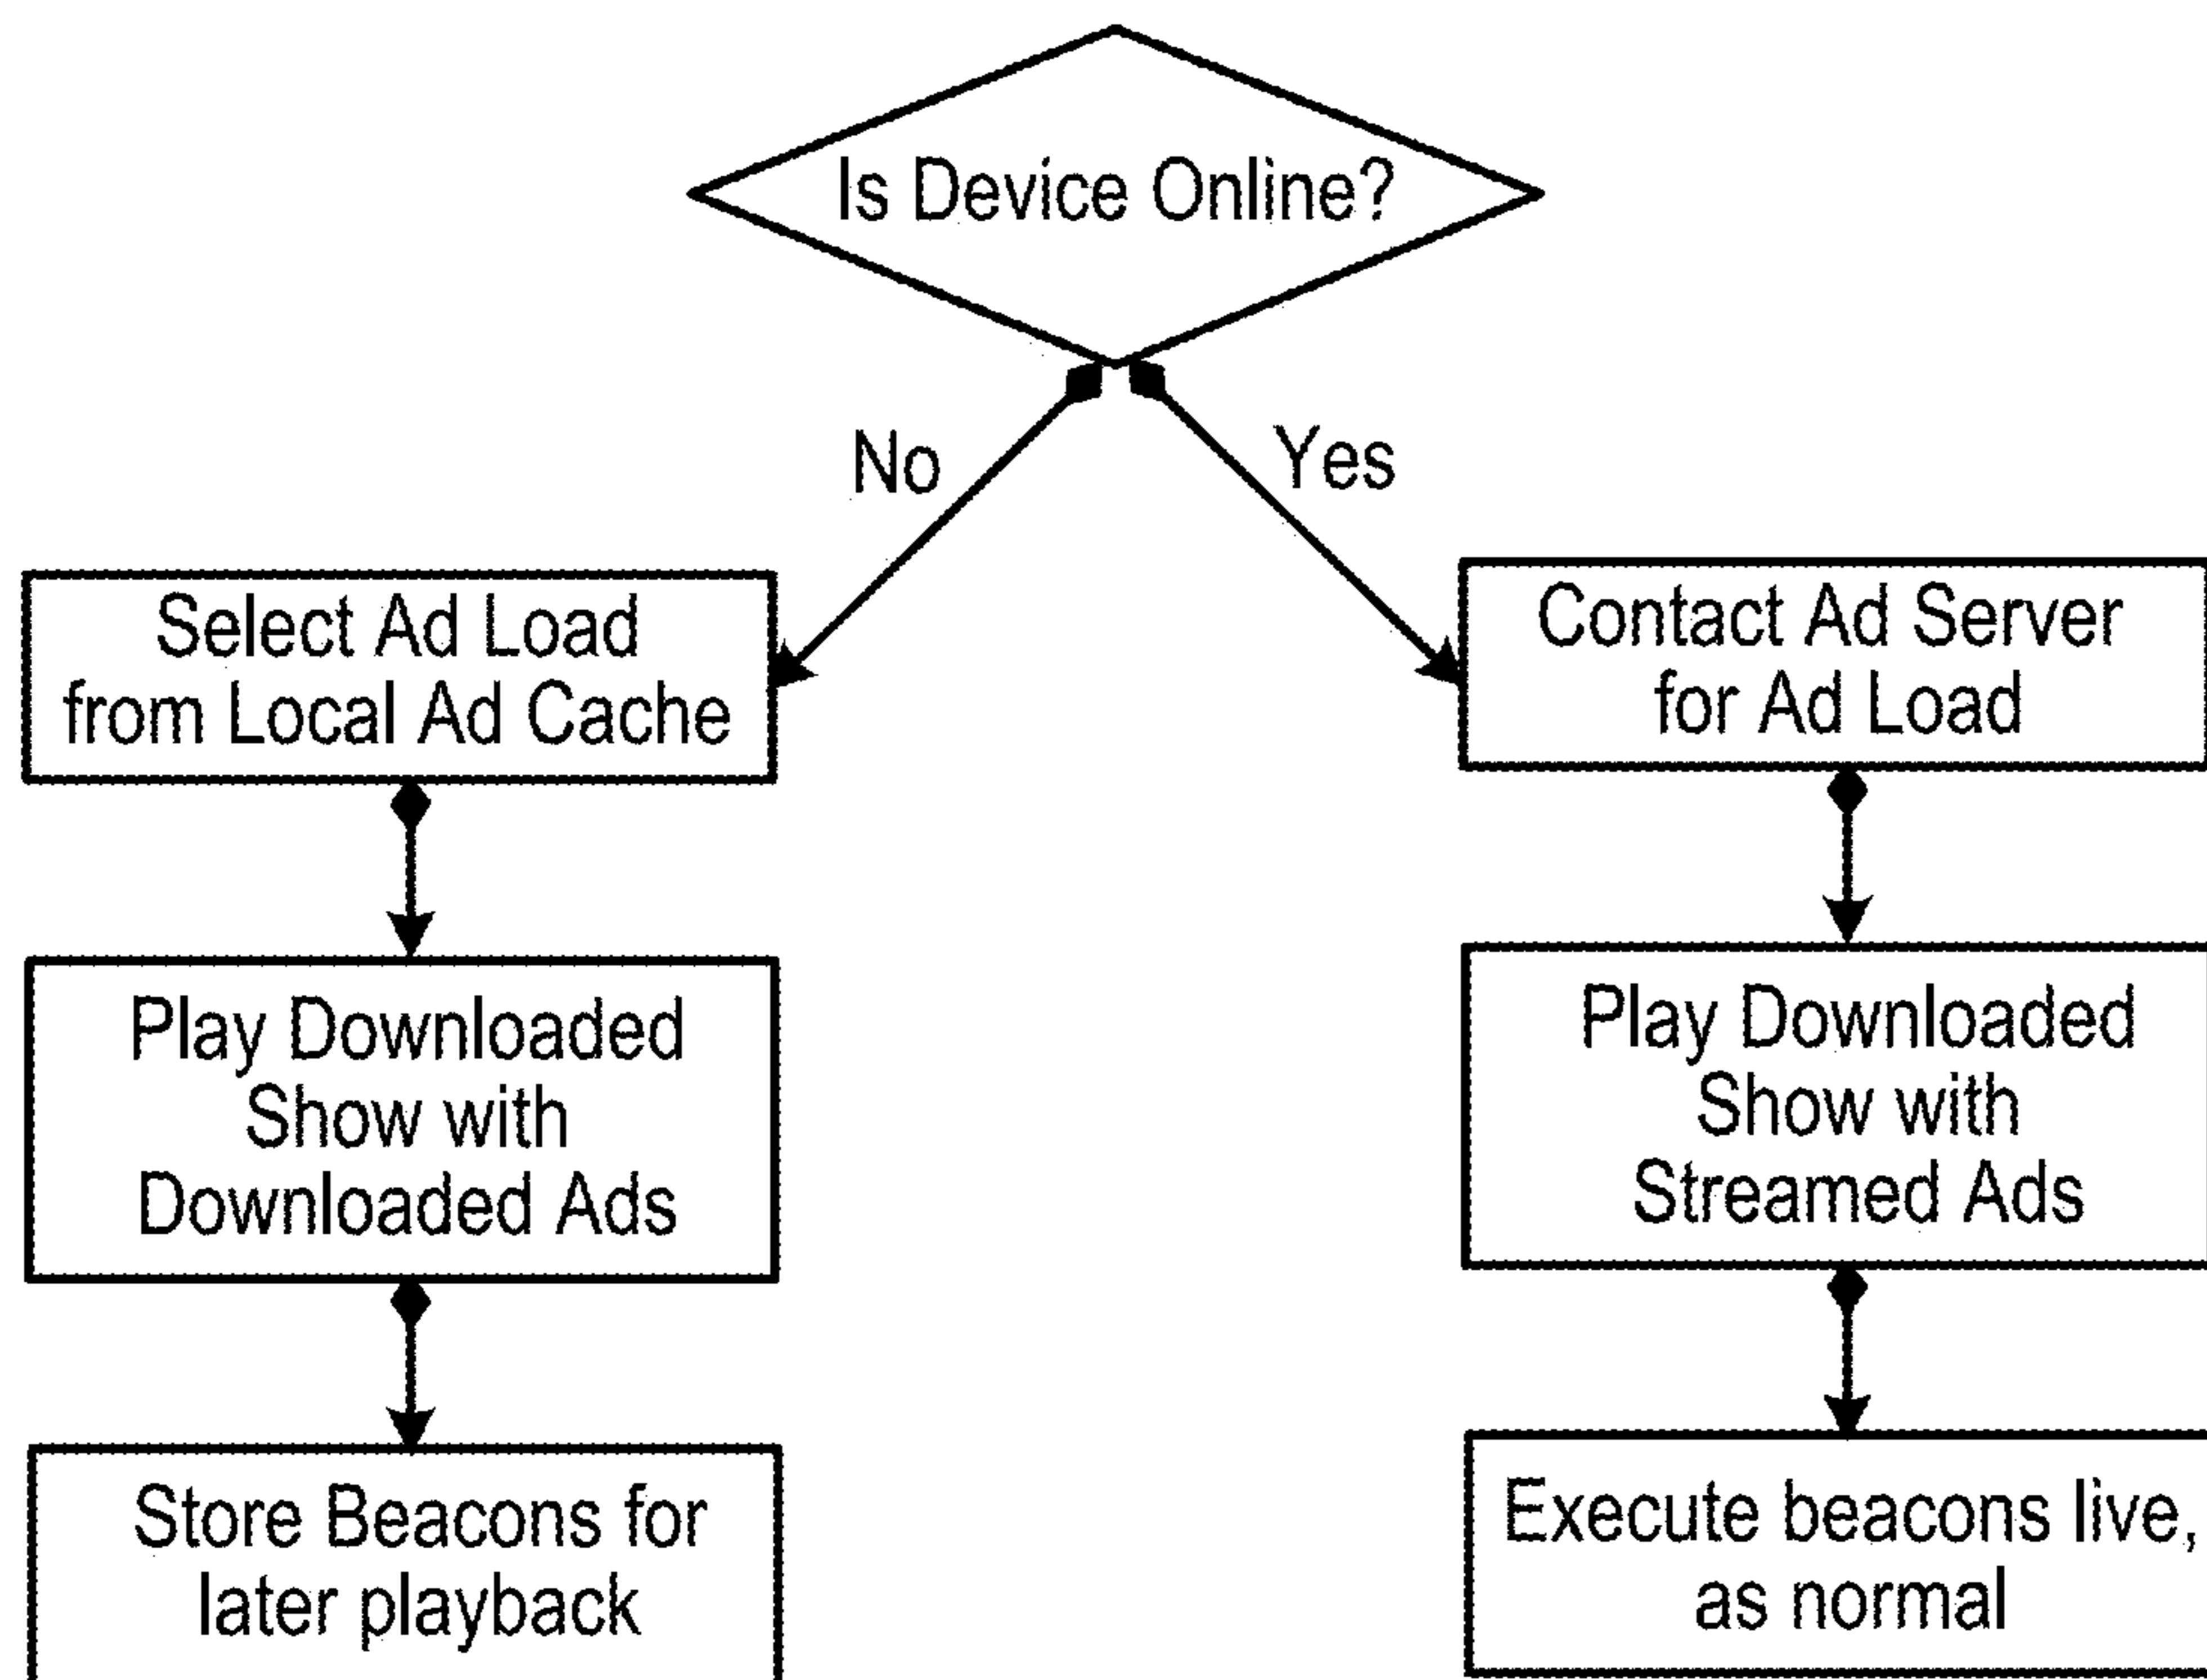 Is Device Online?
No
Yes
Select Ad Load
from Local Ad Cache
Contact Ad Server
for Ad Load
Play Downloaded
Show with
Downloaded Ads
Play Downloaded
Show with
Streamed Ads
Store Beacons for
later playback
Execute beacons live,
as normal